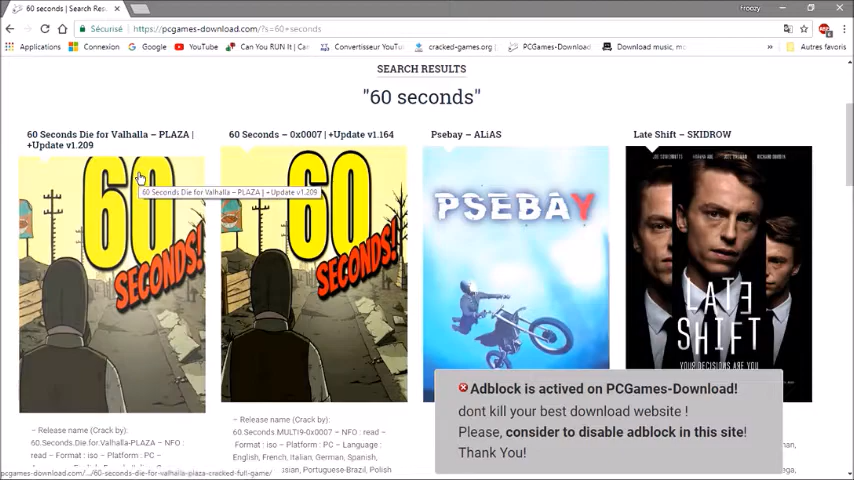 60 seconds | Search Resu
Froozy
Sécurisé
https://pcgames-download.com/?s=60+seconds
Applications
Connexion
Google
YouTube
Can You RUN It | Can
Convertisseur YouTub
cracked-games.org |
PCGames-Download
Download music, mo
Autres favoris
SEARCH RESULTS
"60 seconds"
60 Seconds Die for Valhalla – PLAZA |
+Update v1.209
60 Seconds – 0x0007 | +Update v1.164
Psebay – ALiAS
Late Shift – SKIDROW
60
SECONDS!
60 Seconds Die for Valhalla – PLAZA | +Update v1.209
60
SECONDS!
PSEBAY
LATE
SHIFT
YOUR DECISIONS ARE YOU
Adblock is actived on PCGames-Download!
dont kill your best download website !
Please, consider to disable adblock in this site!
Thank You!
– Release name (Crack by):
60.Seconds.Die.for.Valhalla-PLAZA – NFO :
read – Format : iso – Platform : PC –
– Release name (Crack by):
60.Seconds.MULTi9-0x0007 – NFO : read –
Format : iso – Platform : PC – Language :
English, French, Italian, German, Spanish,
Portuguese-Brazil, Polish
pcgames-download.com/.../60-seconds-die-for-valhalla-plaza-cracked-full-game/